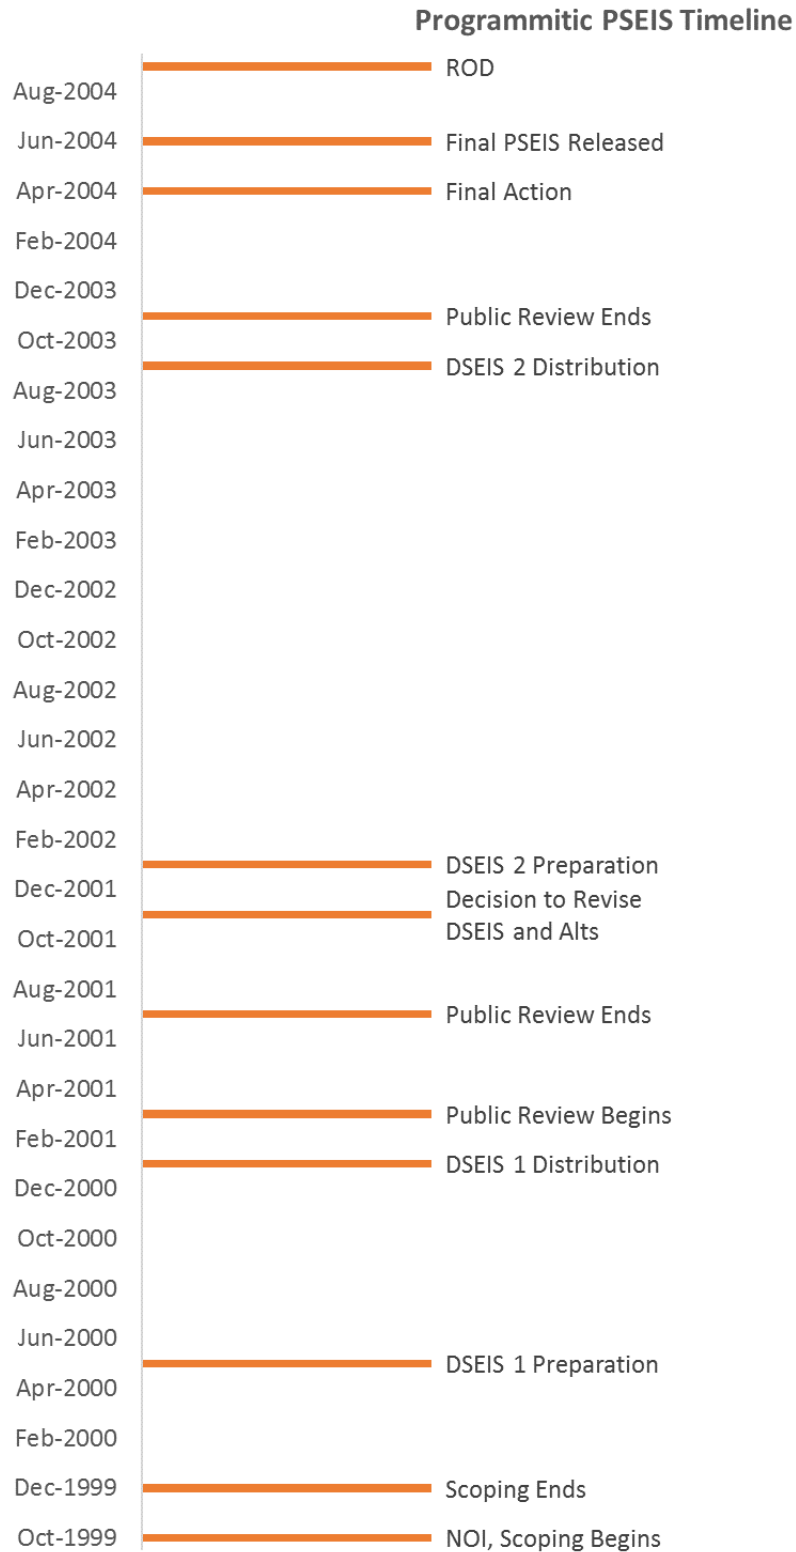 Programmitic PSEIS Timeline
ROD
Aug-2004
Jun-2004
Final PSEIS Released
Apr-2004
Final Action
Feb-2004
Dec-2003
Public Review Ends
Oct-2003
DSEIS 2 Distribution
Aug-2003
Jun-2003
Apr-2003
Feb-2003
Dec-2002
Oct-2002
Aug-2002
Jun-2002
Apr-2002
Feb-2002
DSEIS 2 Preparation
Dec-2001
Decision to Revise
DSEIS and Alts
Oct-2001
Aug-2001
Public Review Ends
Jun-2001
Apr-2001
Public Review Begins
Feb-2001
DSEIS 1 Distribution
Dec-2000
Oct-2000
Aug-2000
Jun-2000
DSEIS 1 Preparation
Apr-2000
Feb-2000
Dec-1999
Scoping Ends
Oct-1999
NOI, Scoping Begins